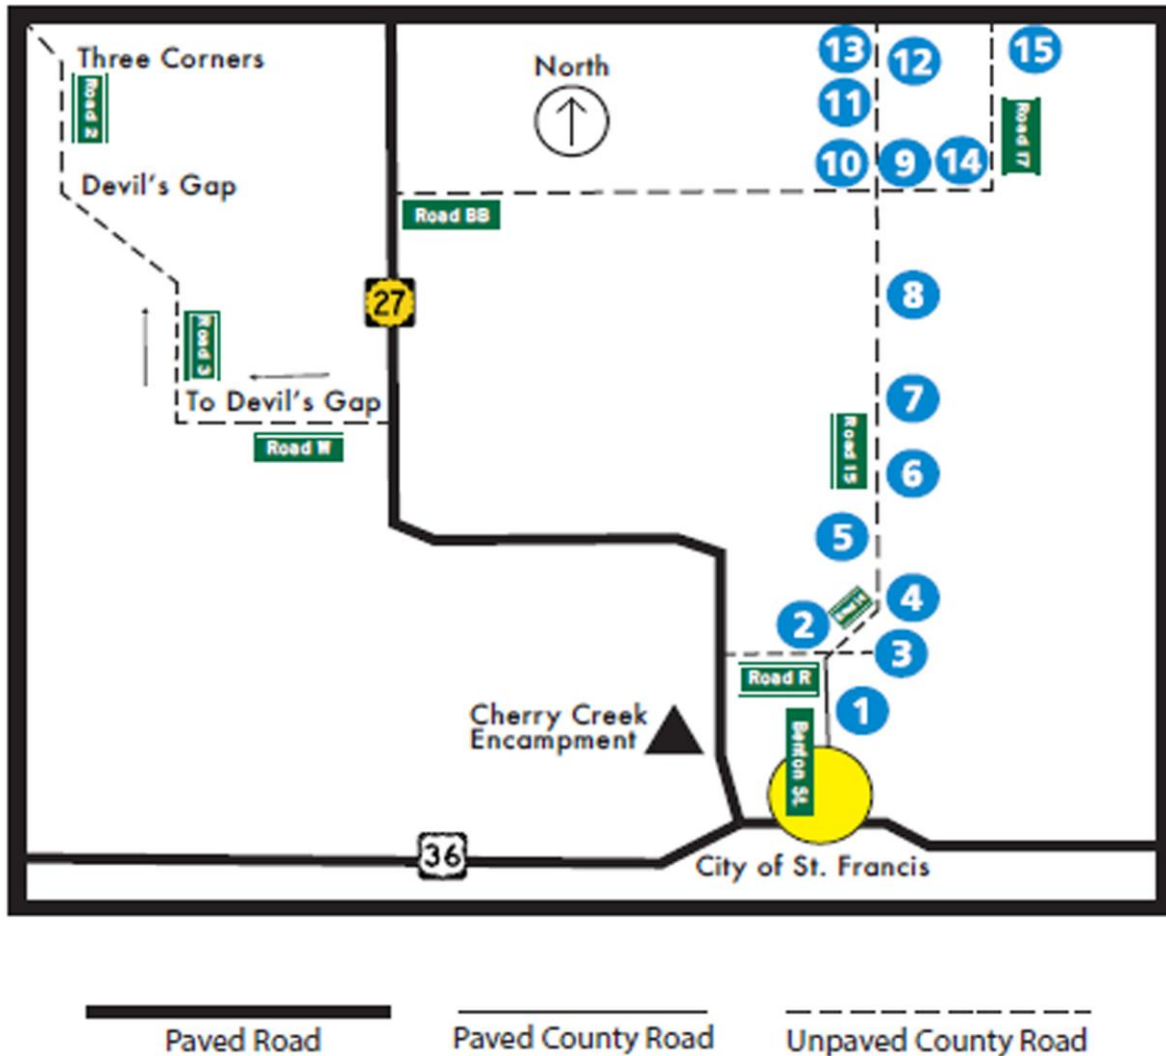 Three Corners
North
13
12
15
Road 2
11
Road 17
10
9
14
Devil's Gap
Road BB
27
8
Road 3
To Devil's Gap
7
Road W
Road 15
6
5
4
2
3
Road R
1
Cherry Creek
Encampment
Benton St.
36
City of St. Francis
Paved Road
Paved County Road
Unpaved County Road